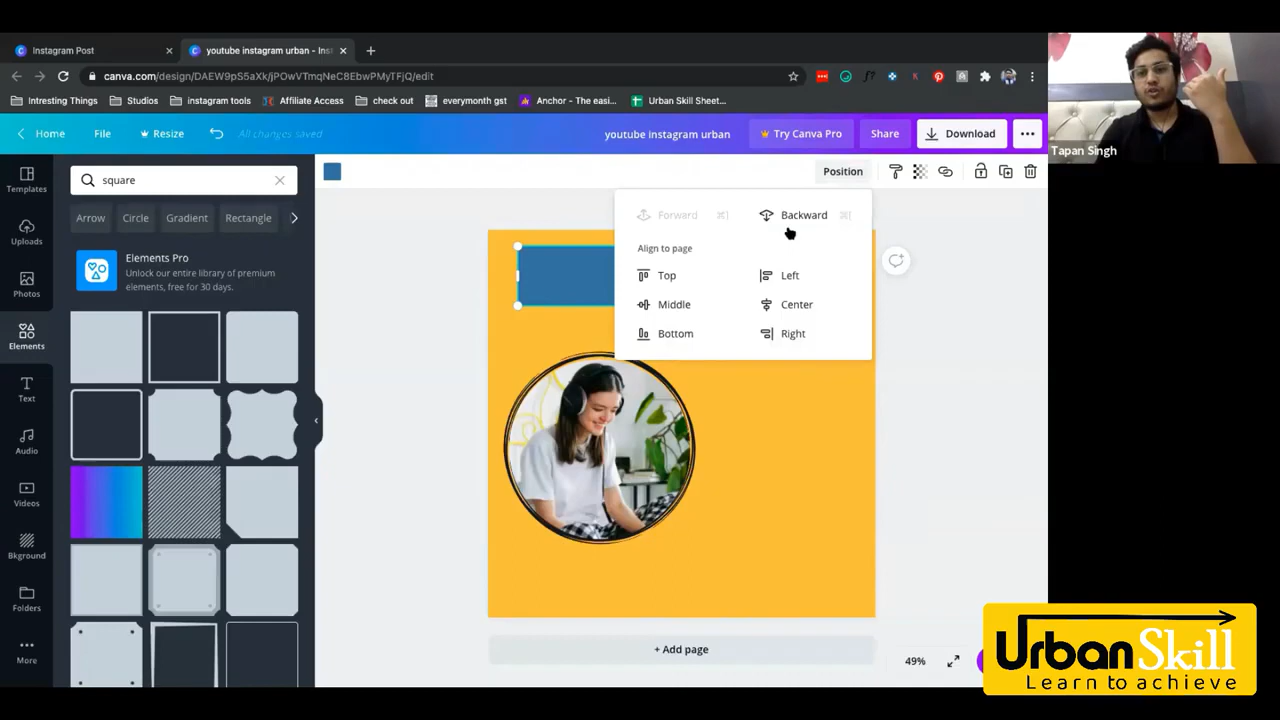 Instagram Post
youtube instagram urban - Ins
canva.com/design/DAEW9pS5aXk/jPOwVTmqNeC8EbwPMyTFjQ/edit
Intresting Things
Studios
instagram tools
Affiliate Access
check out
everymonth gst
Anchor - The easi...
Urban Skill Sheet...
Home
File
Resize
All changes saved
youtube instagram urban
Try Canva Pro
Share
Download
Tapan Singh
Templates
Uploads
Photos
Elements
Text
Audio
Videos
Bkground
Folders
More
square
Arrow
Circle
Gradient
Rectangle
Elements Pro
Unlock our entire library of premium
elements, free for 30 days.
Position
Forward
Backward
Align to page
Top
Left
Middle
Center
Bottom
Right
+ Add page
49%
Urban Skill
Learn to achieve